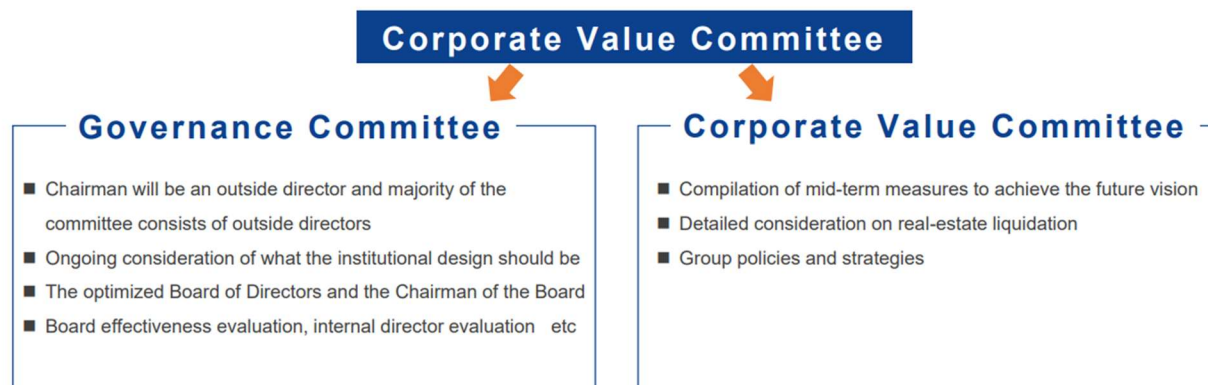 Corporate Value Committee
Governance Committee
■ Chairman will be an outside director and majority of the
committee consists of outside directors
■ Ongoing consideration of what the institutional design should be
■ The optimized Board of Directors and the Chairman of the Board
■ Board effectiveness evaluation, internal director evaluation etc
Corporate Value Committee
■ Compilation of mid-term measures to achieve the future vision
■ Detailed consideration on real-estate liquidation
■ Group policies and strategies